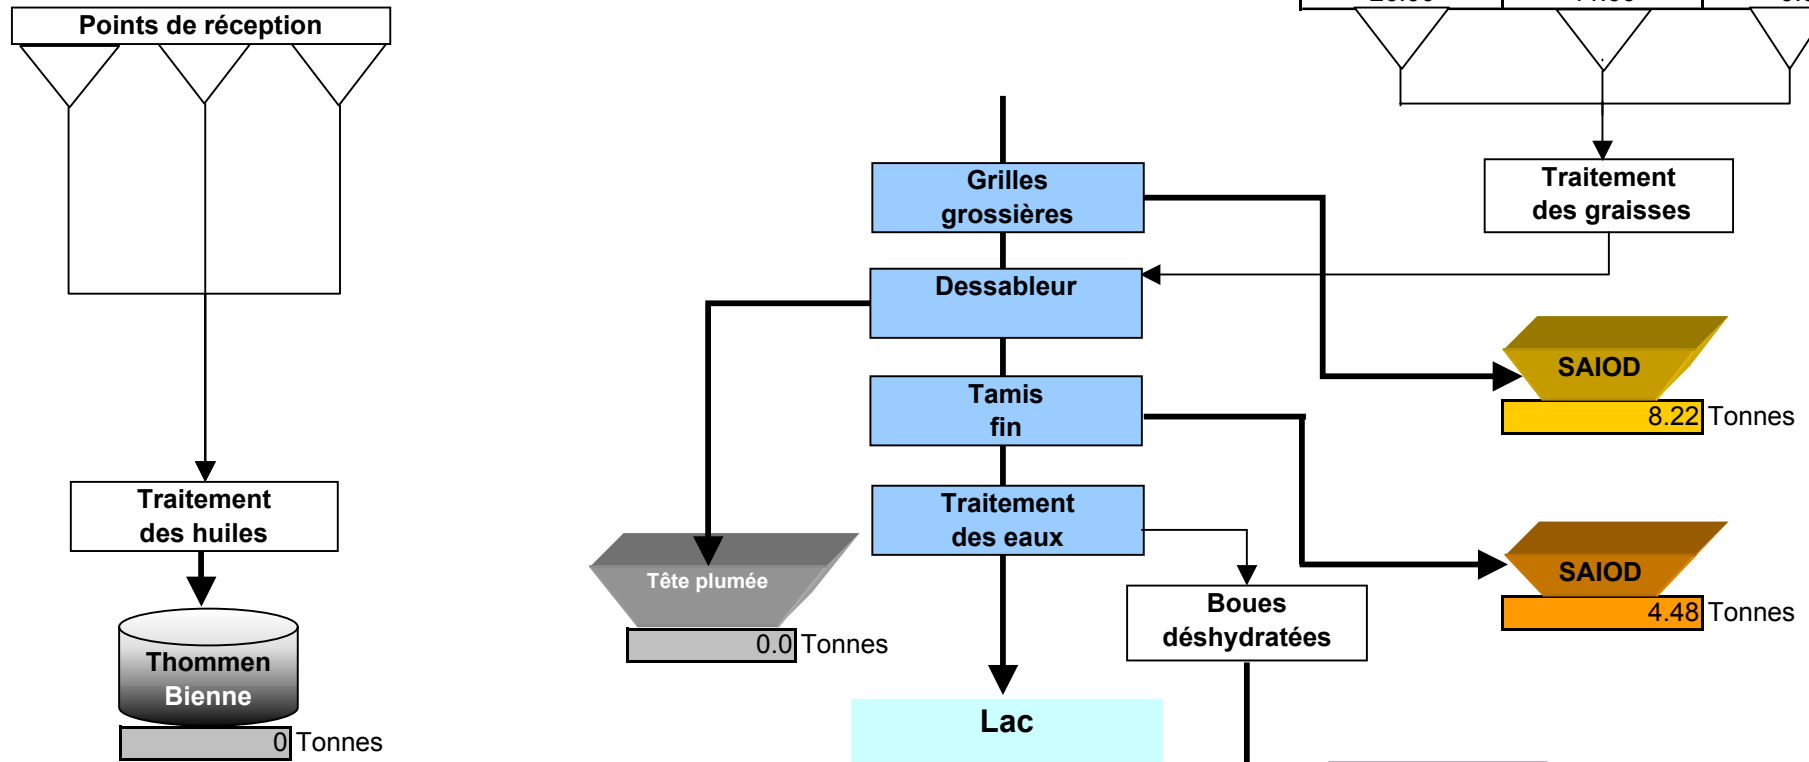 Points de réception
Grilles
grossières
Traitement
des graisses
Dessableur
SAIOD
8.22 Tonnes
Tamis
fin
Traitement
des huiles
Traitement
des eaux
Tête plumée
0.0 Tonnes
SAIOD
4.48 Tonnes
Boues
déshydratées
Thommen
Bienne
0 Tonnes
Lac